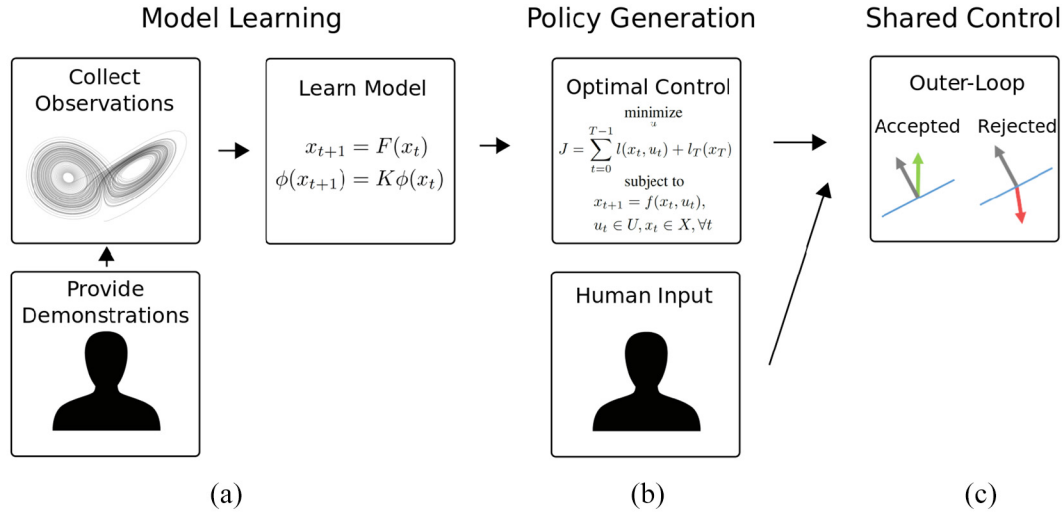 Model Learning
Policy Generation
Shared Control
Collect
Observations
Learn Model
x_{t+1} = F(x_t)
ϕ(x_{t+1}) = Kϕ(x_t)
Provide
Demonstrations
Optimal Control
minimize
u
J = \sum_{t=0}^{T-1} l(x_t, u_t) + l_T(x_T)
subject to
x_{t+1} = f(x_t, u_t),
u_t ∈ U, x_t ∈ X, ∀t
Human Input
Outer-Loop
Accepted Rejected
(a)
(b)
(c)